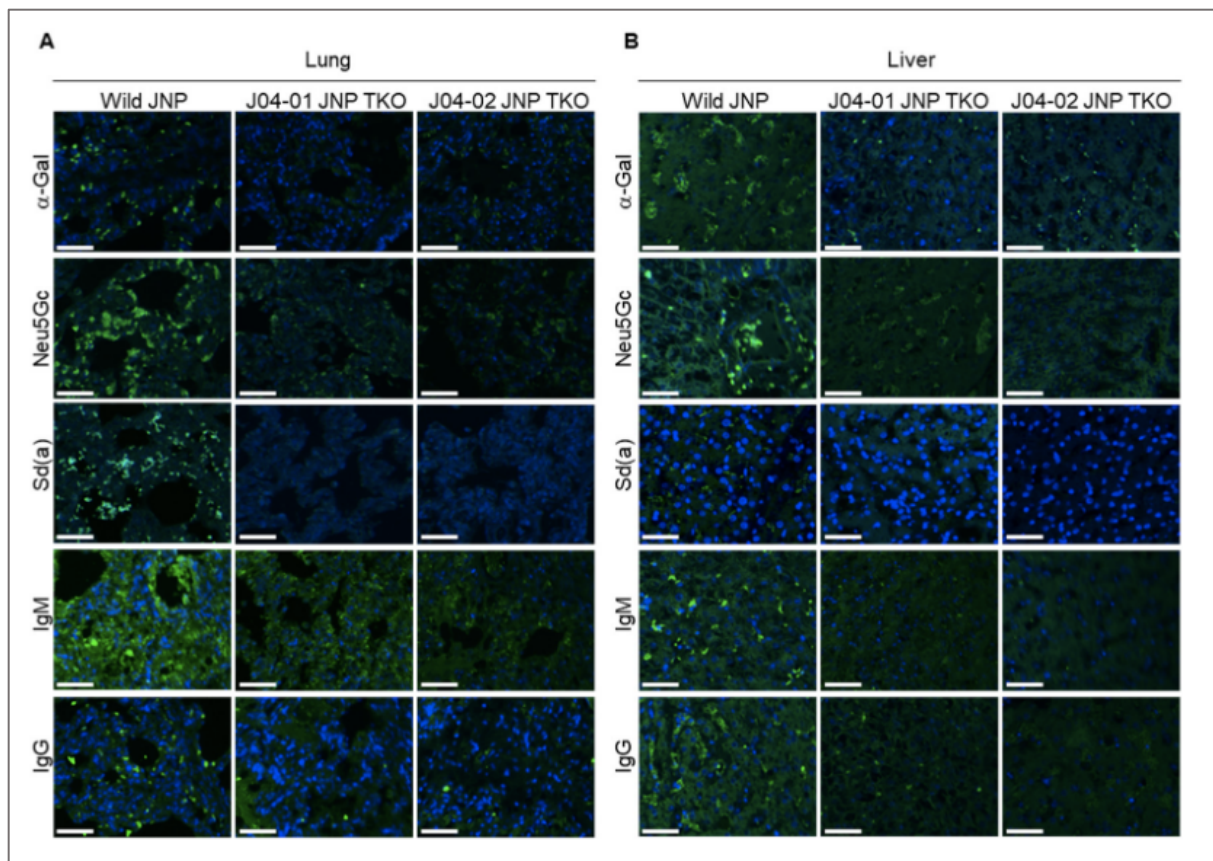 A
Lung
Wild JNP J04-01 JNP TKO J04-02 JNP TKO
α-Gal
Neu5Gc
Sd(a)
IgM
IgG
B
Liver
Wild JNP J04-01 JNP TKO J04-02 JNP TKO
α-Gal
Neu5Gc
Sd(a)
IgM
IgG